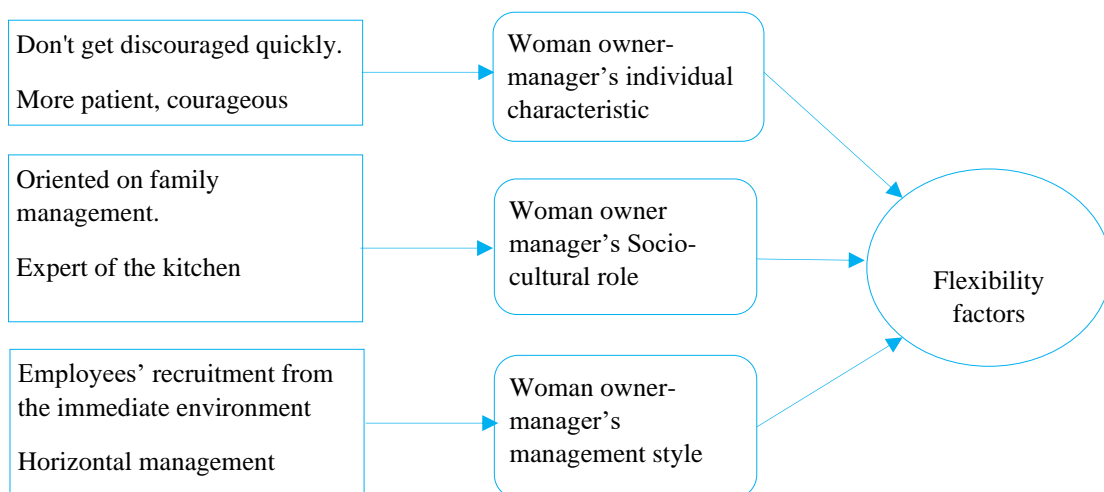 Don't get discouraged quickly.
More patient, courageous
Woman owner-
manager’s individual
characteristic
Oriented on family
management.
Expert of the kitchen
Woman owner
manager’s Socio-
cultural role
Flexibility
factors
Employees’ recruitment from
the immediate environment
Horizontal management
Woman owner-
manager’s
management style